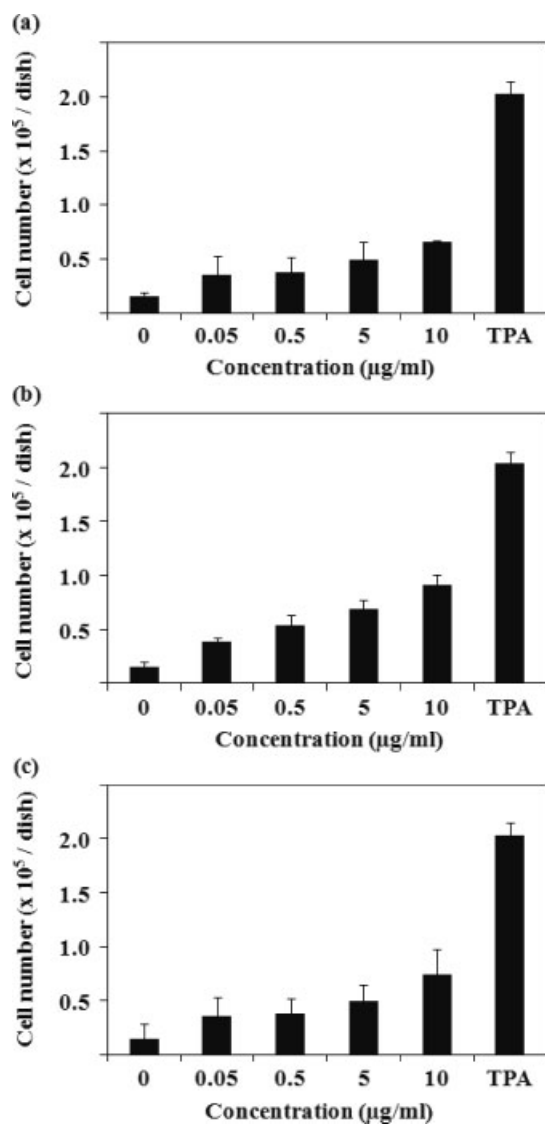 (a)
Cell number (x 10⁵ / dish)
2.0
1.5
1.0
0.5
0 0.05 0.5 5 10 TPA
Concentration (μg/ml)
(b)
Cell number (x 10⁵ / dish)
2.0
1.5
1.0
0.5
0 0.05 0.5 5 10 TPA
Concentration (μg/ml)
(c)
Cell number (x 10⁵ / dish)
2.0
1.5
1.0
0.5
0 0.05 0.5 5 10 TPA
Concentration (μg/ml)